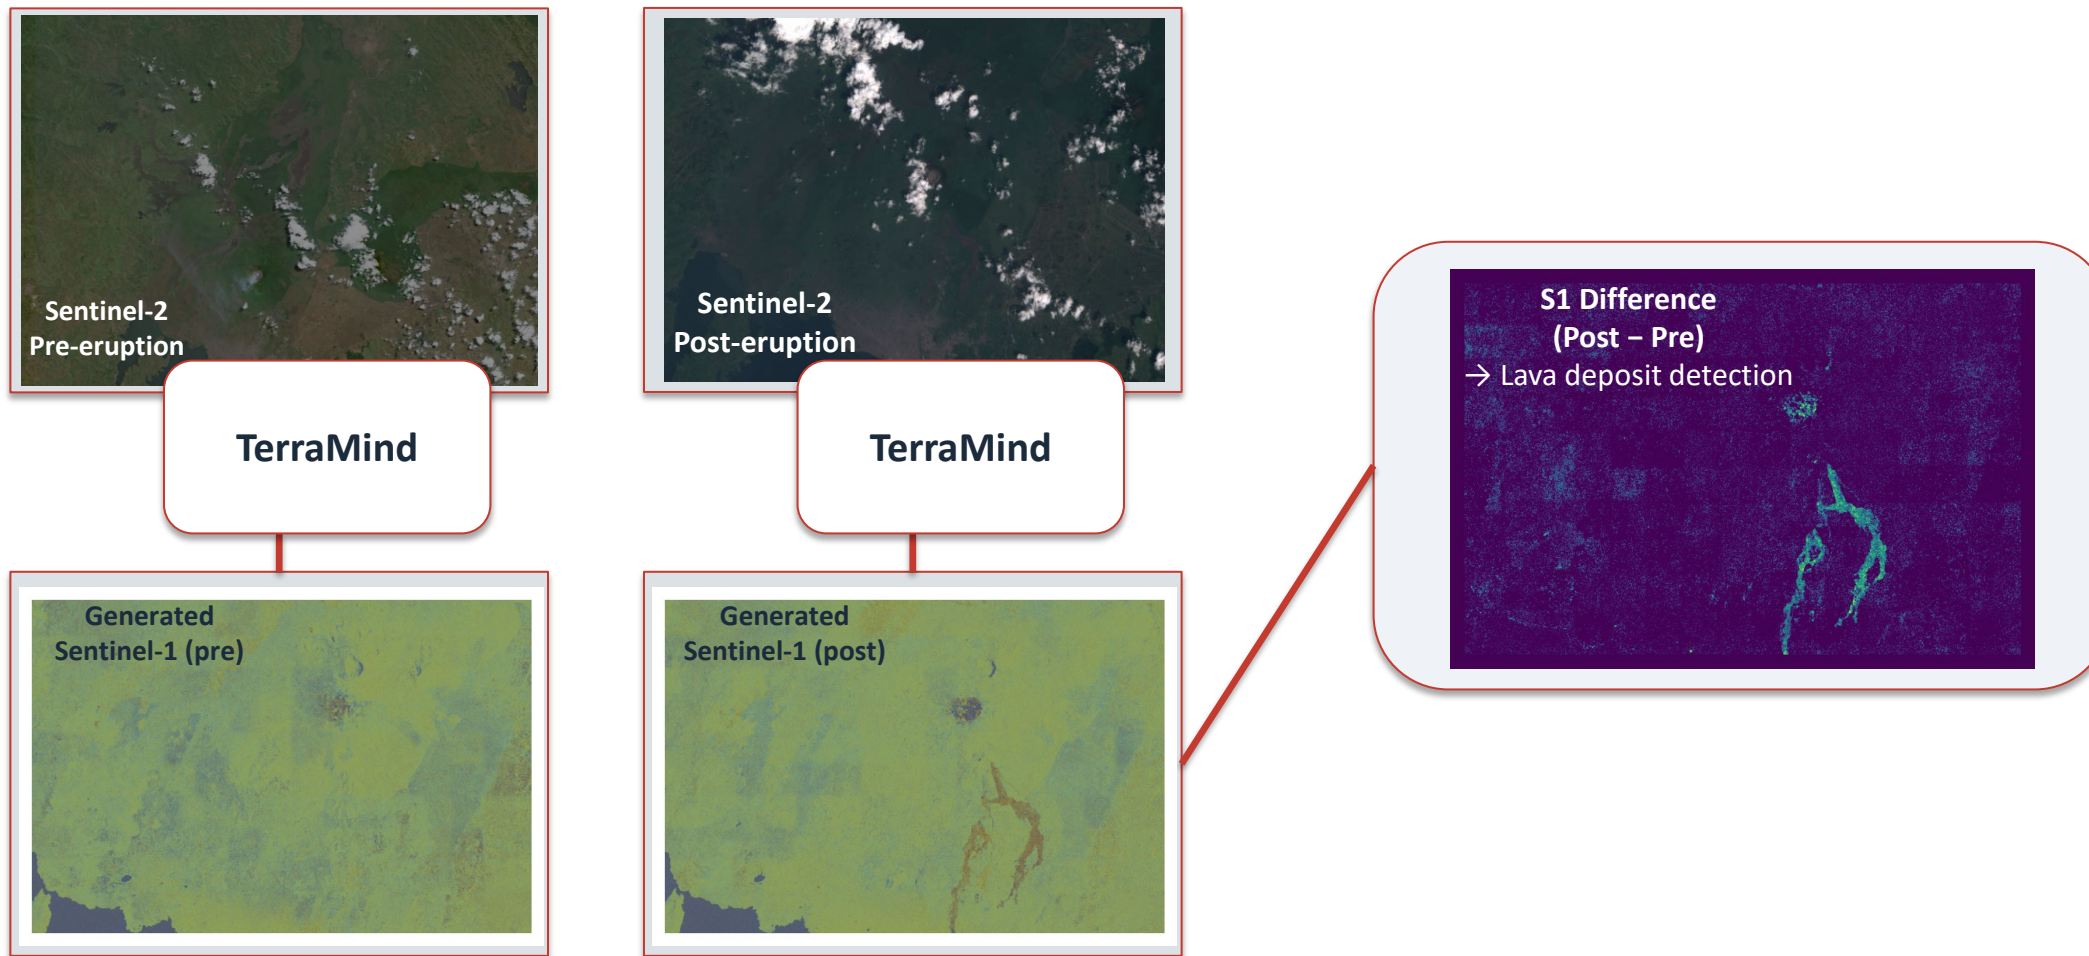 Sentinel-2
Pre-eruption
TerraMind
Generated
Sentinel-1 (pre)
Sentinel-2
Post-eruption
TerraMind
Generated
Sentinel-1 (post)
S1 Difference
(Post − Pre)
→ Lava deposit detection